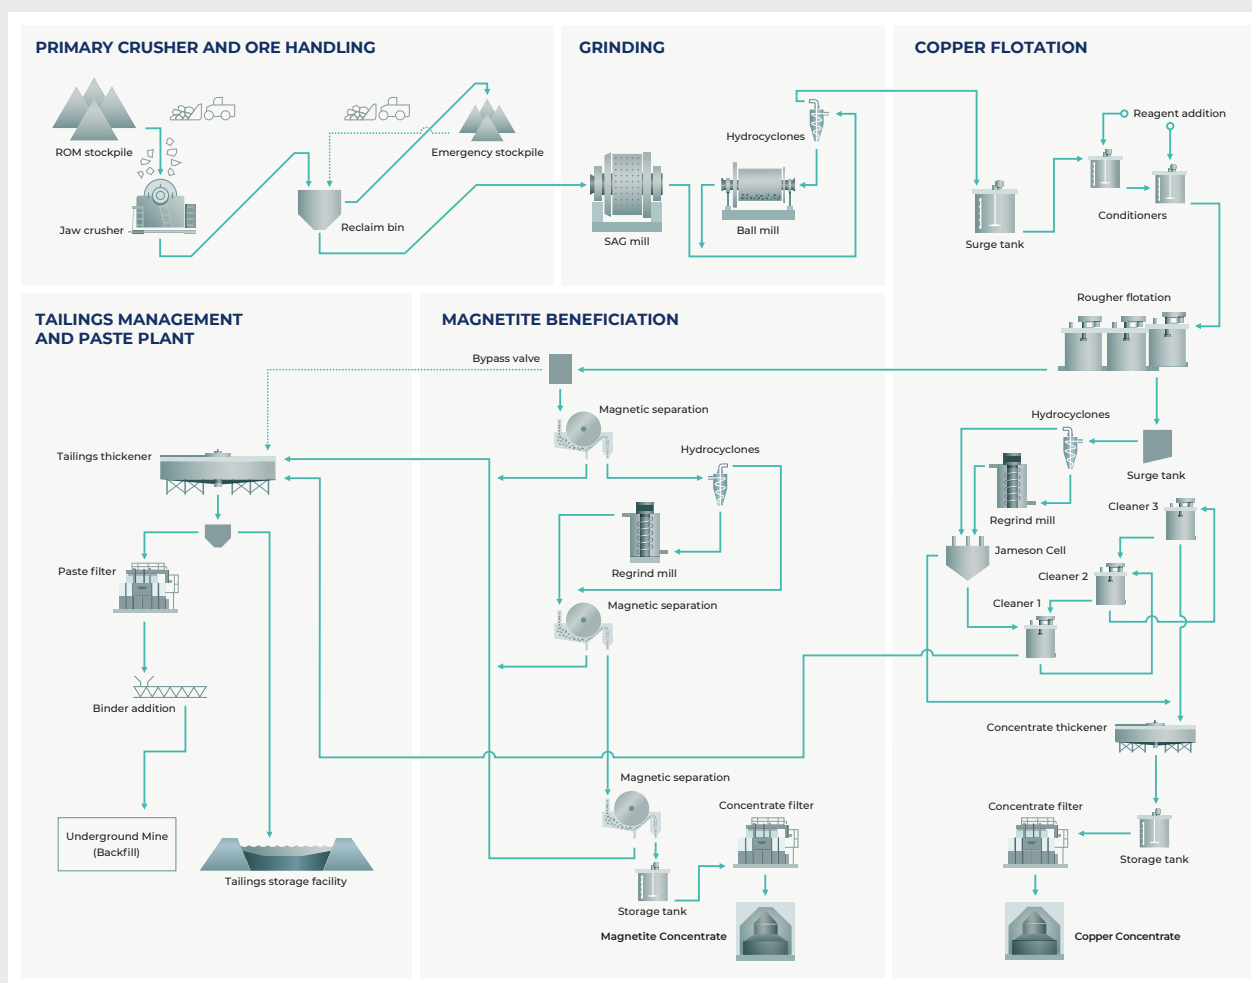 PRIMARY CRUSHER AND ORE HANDLING
ROM stockpile
Emergency stockpile
Jaw crusher
Reclaim bin
GRINDING
Hydrocyclones
SAG mill
Ball mill
COPPER FLOTATION
Reagent addition
Conditioners
Surge tank
Rougher flotation
Hydrocyclones
Surge tank
Regrind mill
Cleaner 3
Jameson Cell
Cleaner 2
Cleaner 1
Concentrate thickener
Concentrate filter
Storage tank
Copper Concentrate
TAILINGS MANAGEMENT
AND PASTE PLANT
Tailings thickener
Paste filter
Binder addition
Underground Mine
(Backfill)
Tailings storage facility
MAGNETITE BENEFICIATION
Bypass valve
Magnetic separation
Hydrocyclones
Regrind mill
Magnetic separation
Magnetic separation
Concentrate filter
Storage tank
Magnetite Concentrate